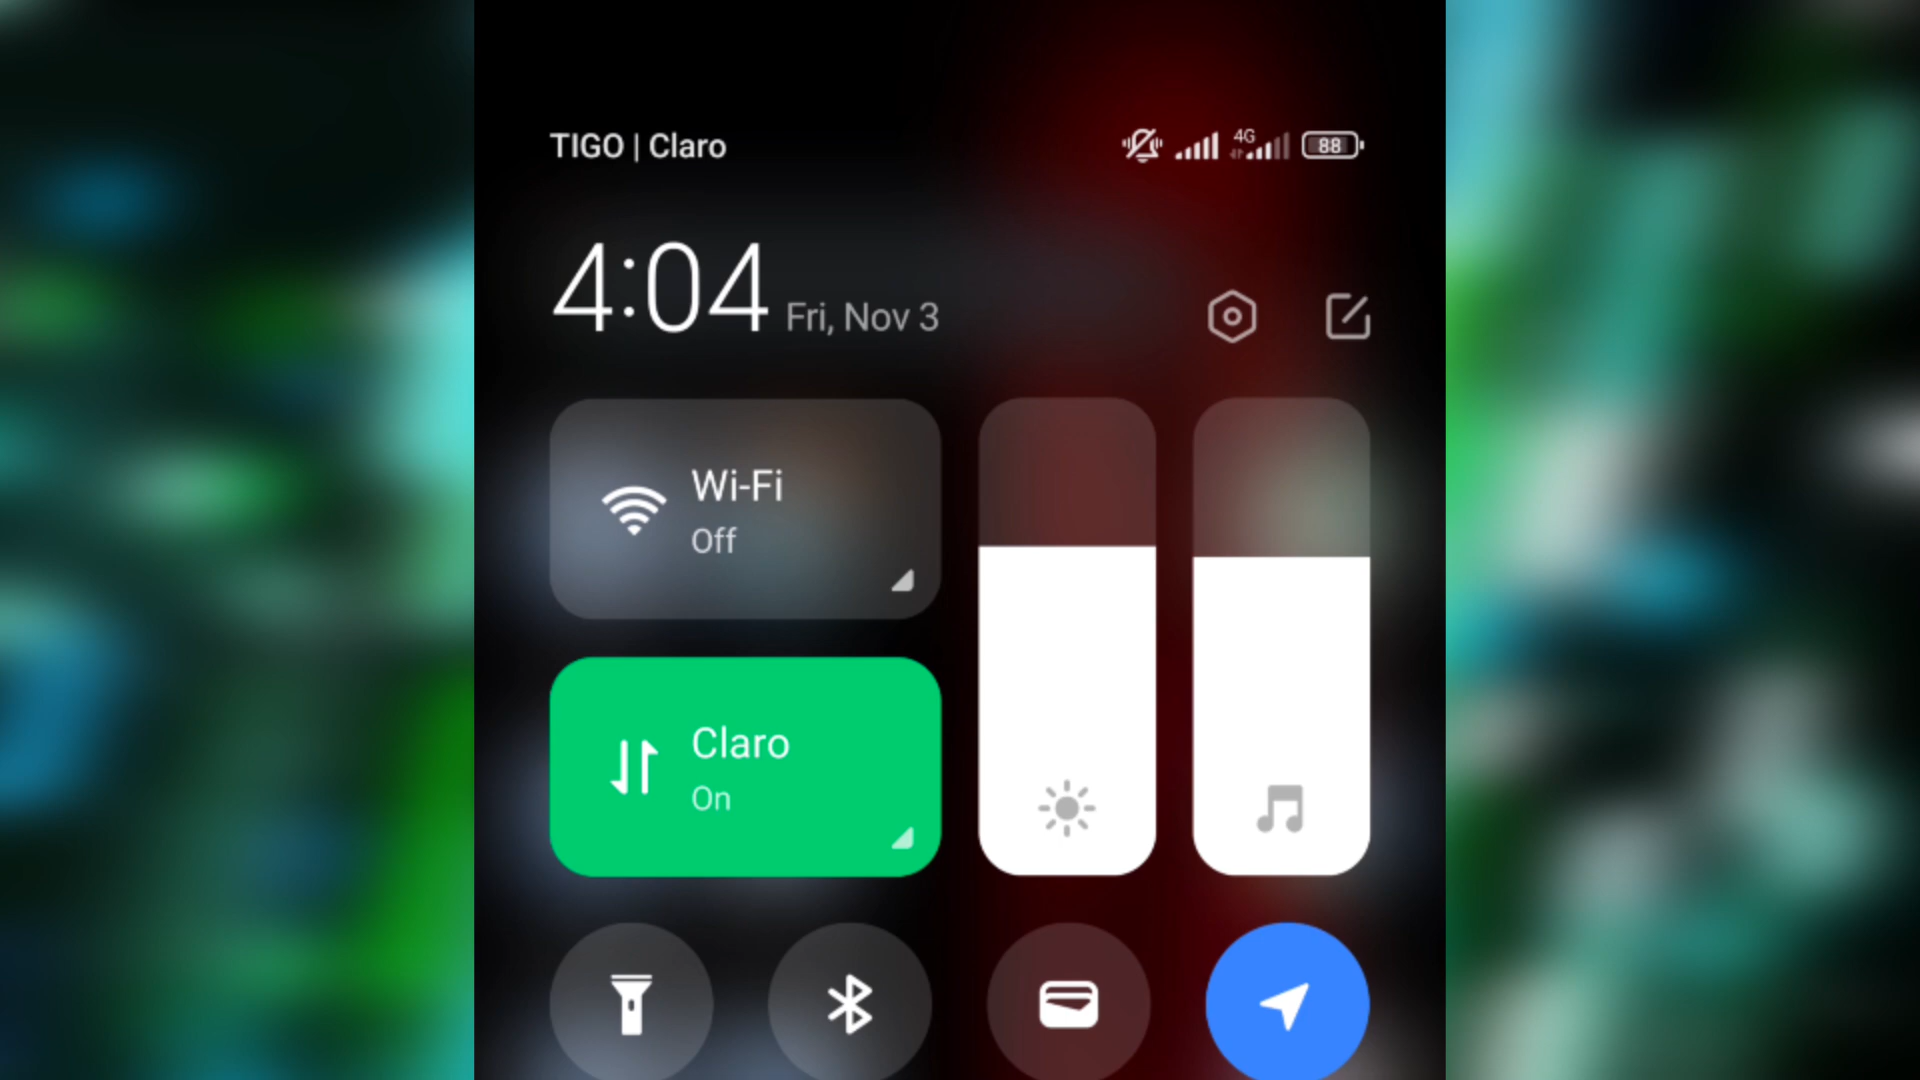 TIGO | Claro
4G
88
4:04 Fri, Nov 3
Wi-Fi
Off
Claro
On